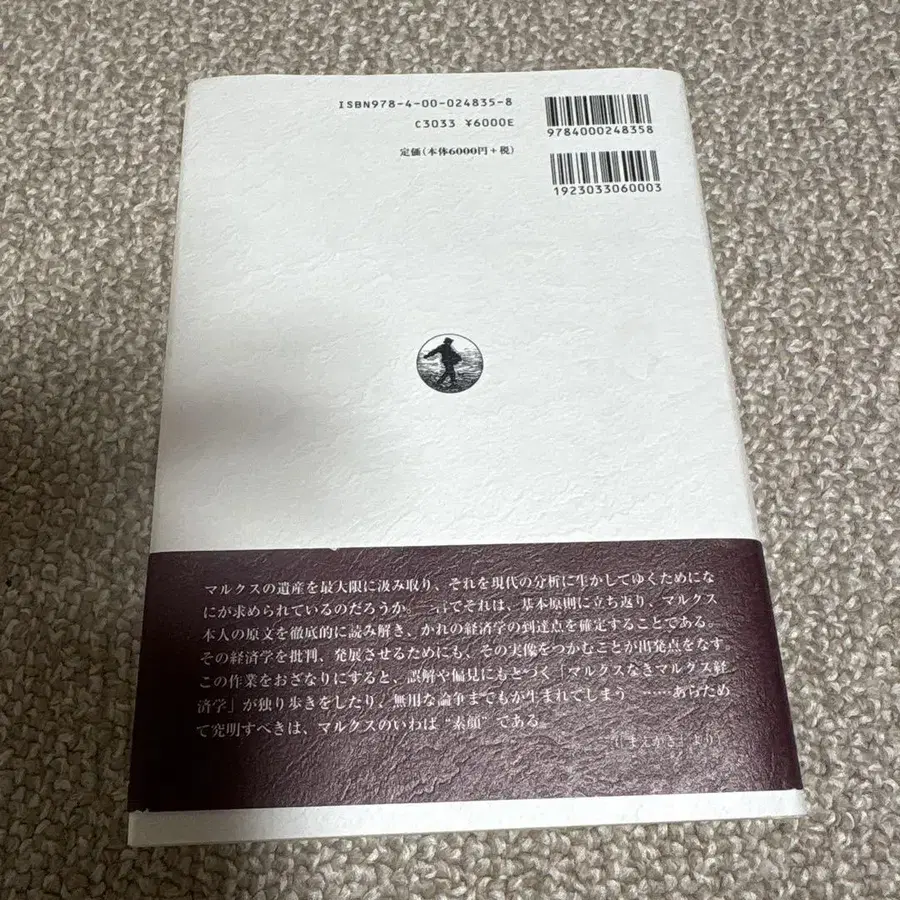 ISBN978-4-00-024835-8
C3033 ¥6000E
定価(本体6000円+税)
9784000248358
1923033060003
マルクスの遺産を最大限に汲み取り、それを現代の分析に生かしてゆくためにな
にが求められているのだろうか。一言でそれは、基本原則に立ち返り、マルクス
本人の原文を徹底的に読み解き、かれの経済学の到達点を確定することである。
その経済学を批判、発展させるためにも、その実像をつかむことが出発点をなす。
この作業をおざなりにすると、誤解や偏見にもとづく「マルクスなきマルクス経
済学」が独り歩きをしたり、無用な論争までもが生まれてしまう……あらため
て究明すべきは、マルクスのいわば“素顔”である。
(「まえがき」より)